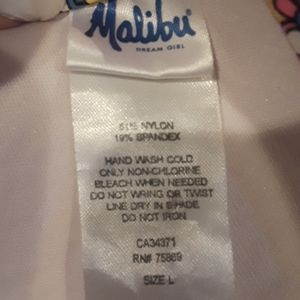 Malibu
DREAM GIRL
81% NYLON
19% SPANDEX
HAND WASH COLD
ONLY NON-CHLORINE
BLEACH WHEN NEEDED
DO NOT WRING OR TWIST
LINE DRY IN SHADE
DO NOT IRON
CA34371
RN# 75869
SIZE L